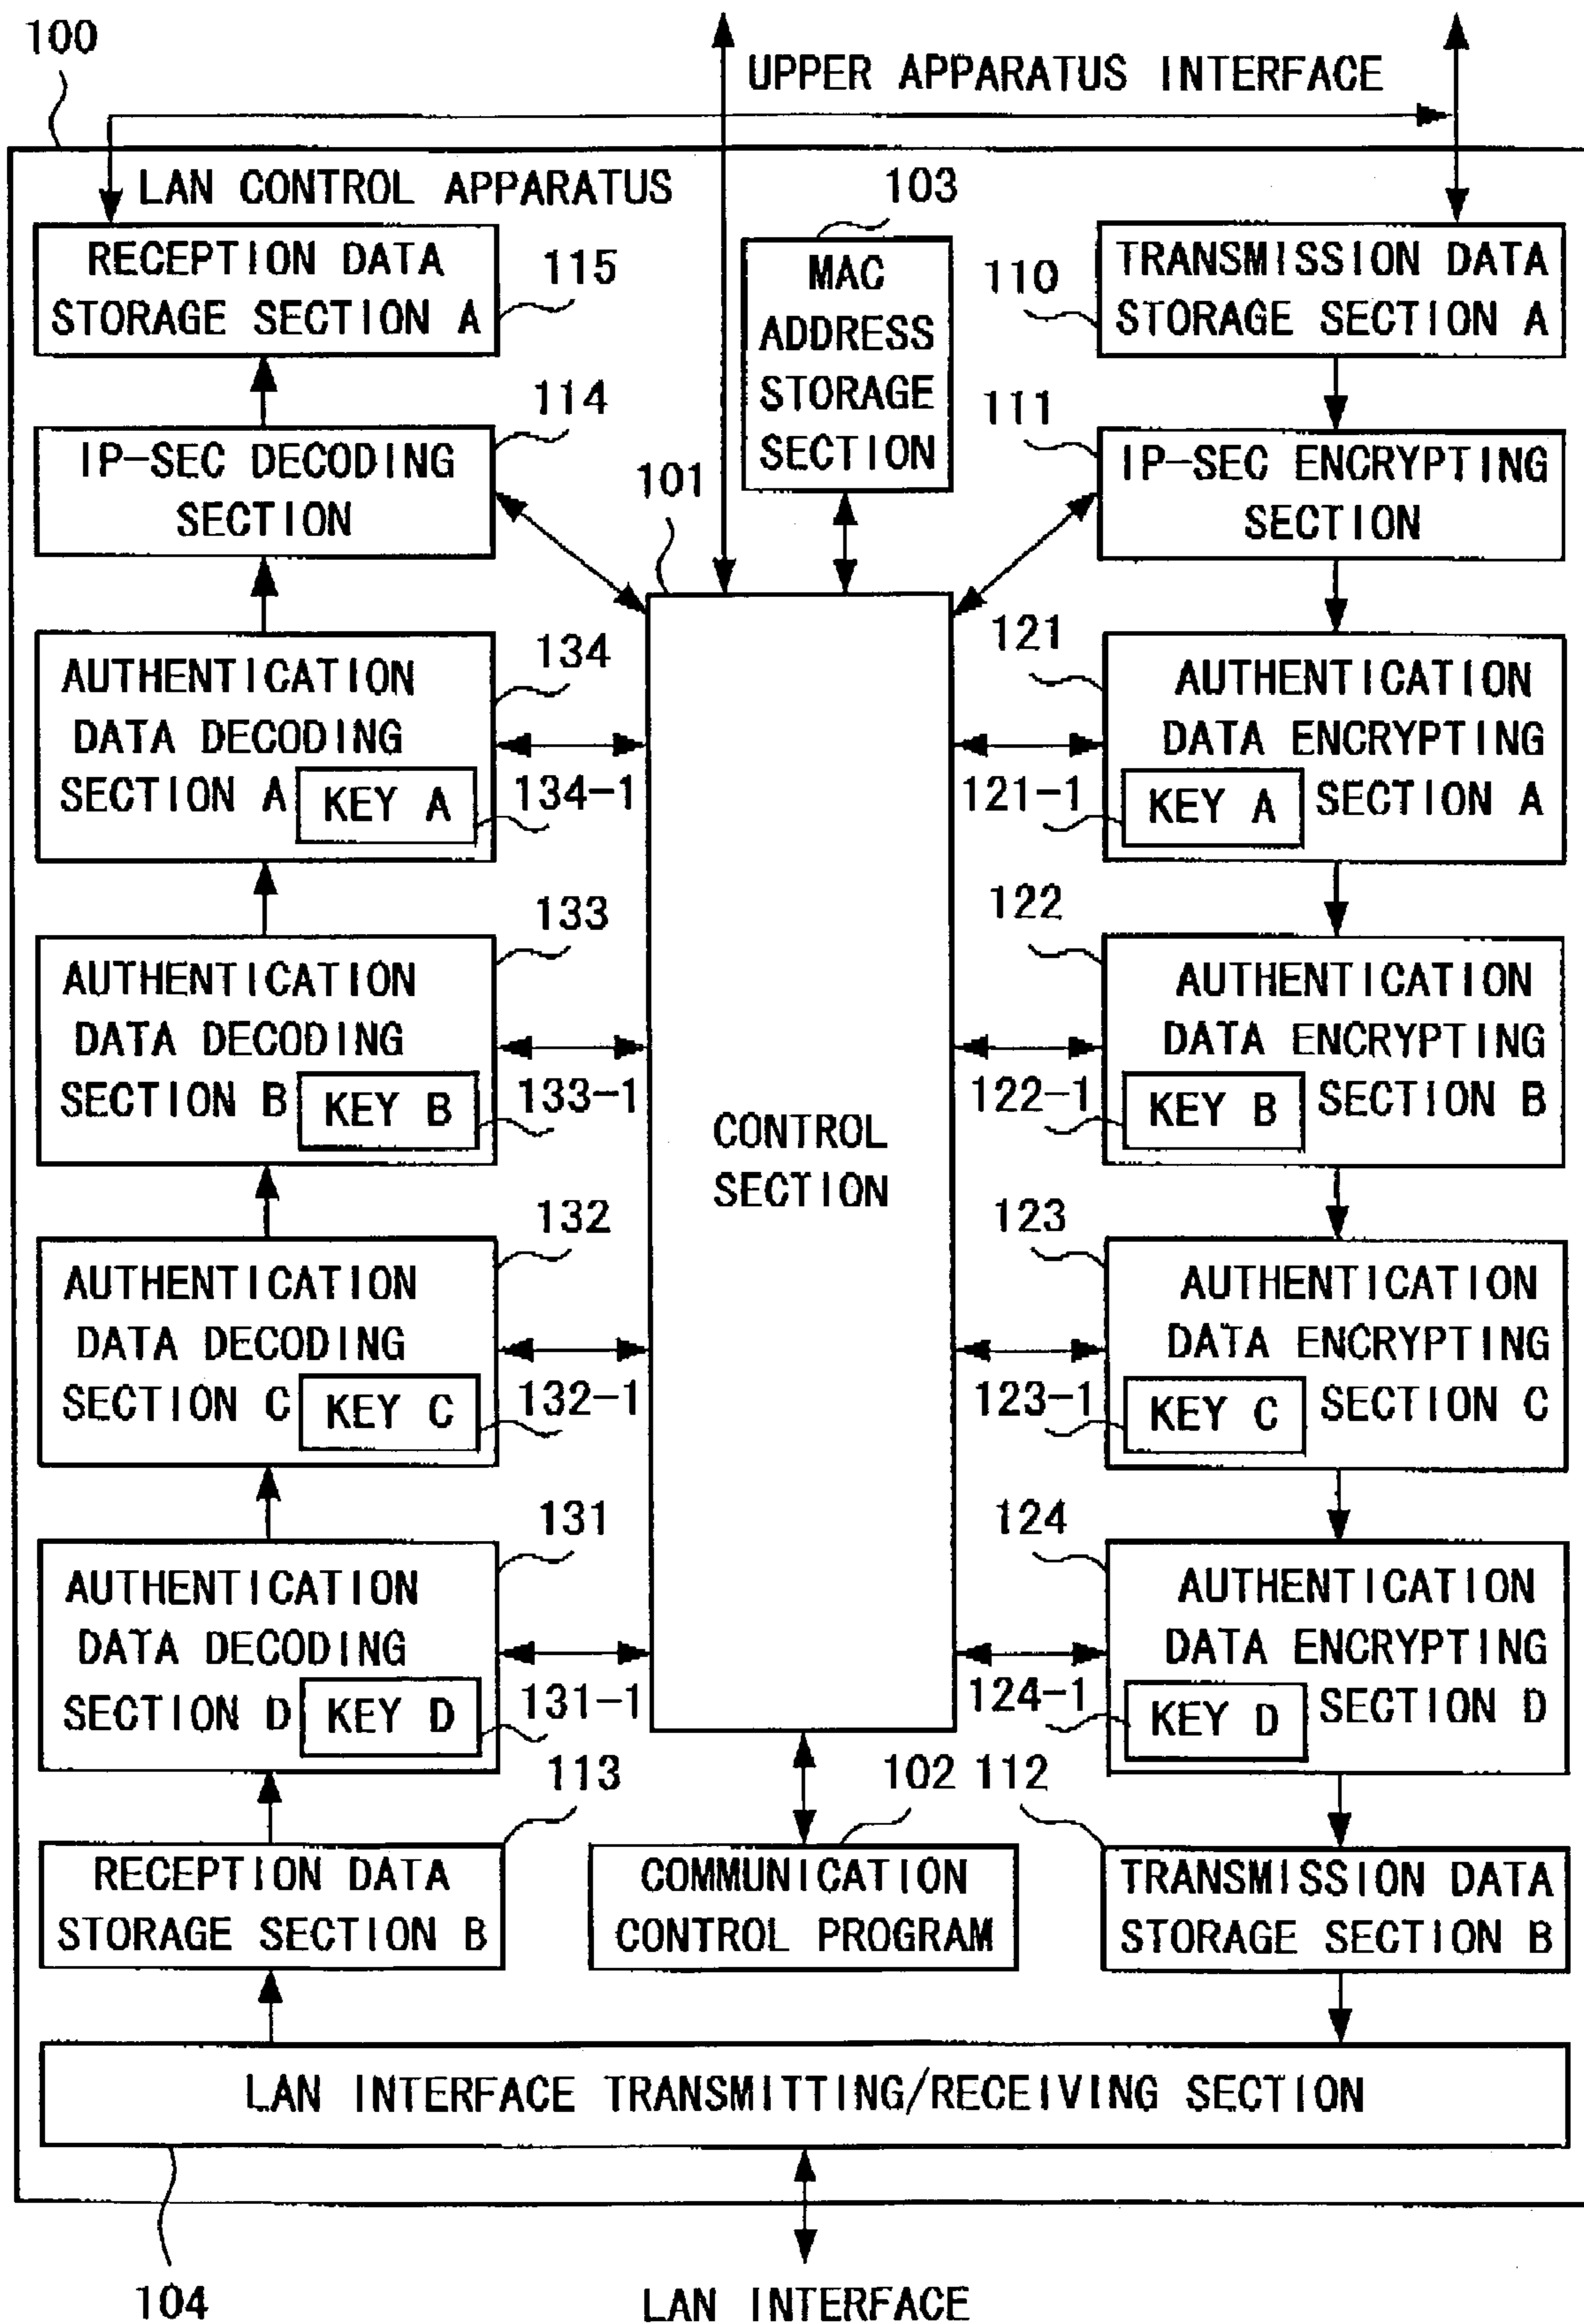 100
UPPER APPARATUS INTERFACE
LAN CONTROL APPARATUS
103
RECEPTION DATA
STORAGE SECTION A
115
MAC
ADDRESS
STORAGE
SECTION
110
TRANSMISSION DATA
STORAGE SECTION A
114
IP-SEC DECODING
SECTION
101
111
IP-SEC ENCRYPTING
SECTION
134
AUTHENTICATION
DATA DECODING
SECTION A
KEY A
134-1
121
AUTHENTICATION
DATA ENCRYPTING
SECTION A
121-1
KEY A
133
AUTHENTICATION
DATA DECODING
SECTION B
KEY B
133-1
122
AUTHENTICATION
DATA ENCRYPTING
SECTION B
122-1
KEY B
CONTROL
SECTION
132
AUTHENTICATION
DATA DECODING
SECTION C
KEY C
132-1
123
AUTHENTICATION
DATA ENCRYPTING
SECTION C
123-1
KEY C
131
AUTHENTICATION
DATA DECODING
SECTION D
KEY D
131-1
124
AUTHENTICATION
DATA ENCRYPTING
SECTION D
124-1
KEY D
113
RECEPTION DATA
STORAGE SECTION B
102
COMMUNICATION
CONTROL PROGRAM
112
TRANSMISSION DATA
STORAGE SECTION B
LAN INTERFACE TRANSMITTING/RECEIVING SECTION
104
LAN INTERFACE